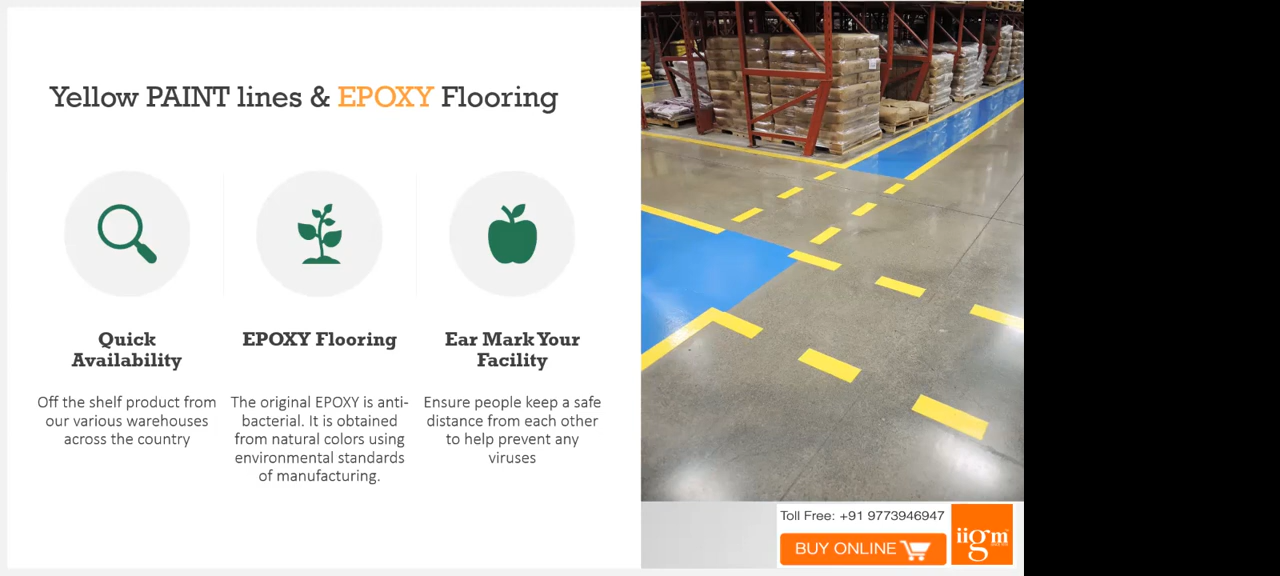 Yellow PAINT lines & EPOXY Flooring
Quick
Availability
Off the shelf product from
our various warehouses
across the country
EPOXY Flooring
The original EPOXY is anti-
bacterial. It is obtained
from natural colors using
environmental standards
of manufacturing.
Ear Mark Your
Facility
Ensure people keep a safe
distance from each other
to help prevent any
viruses
Toll Free: +91 9773946947
BUY ONLINE
iigm